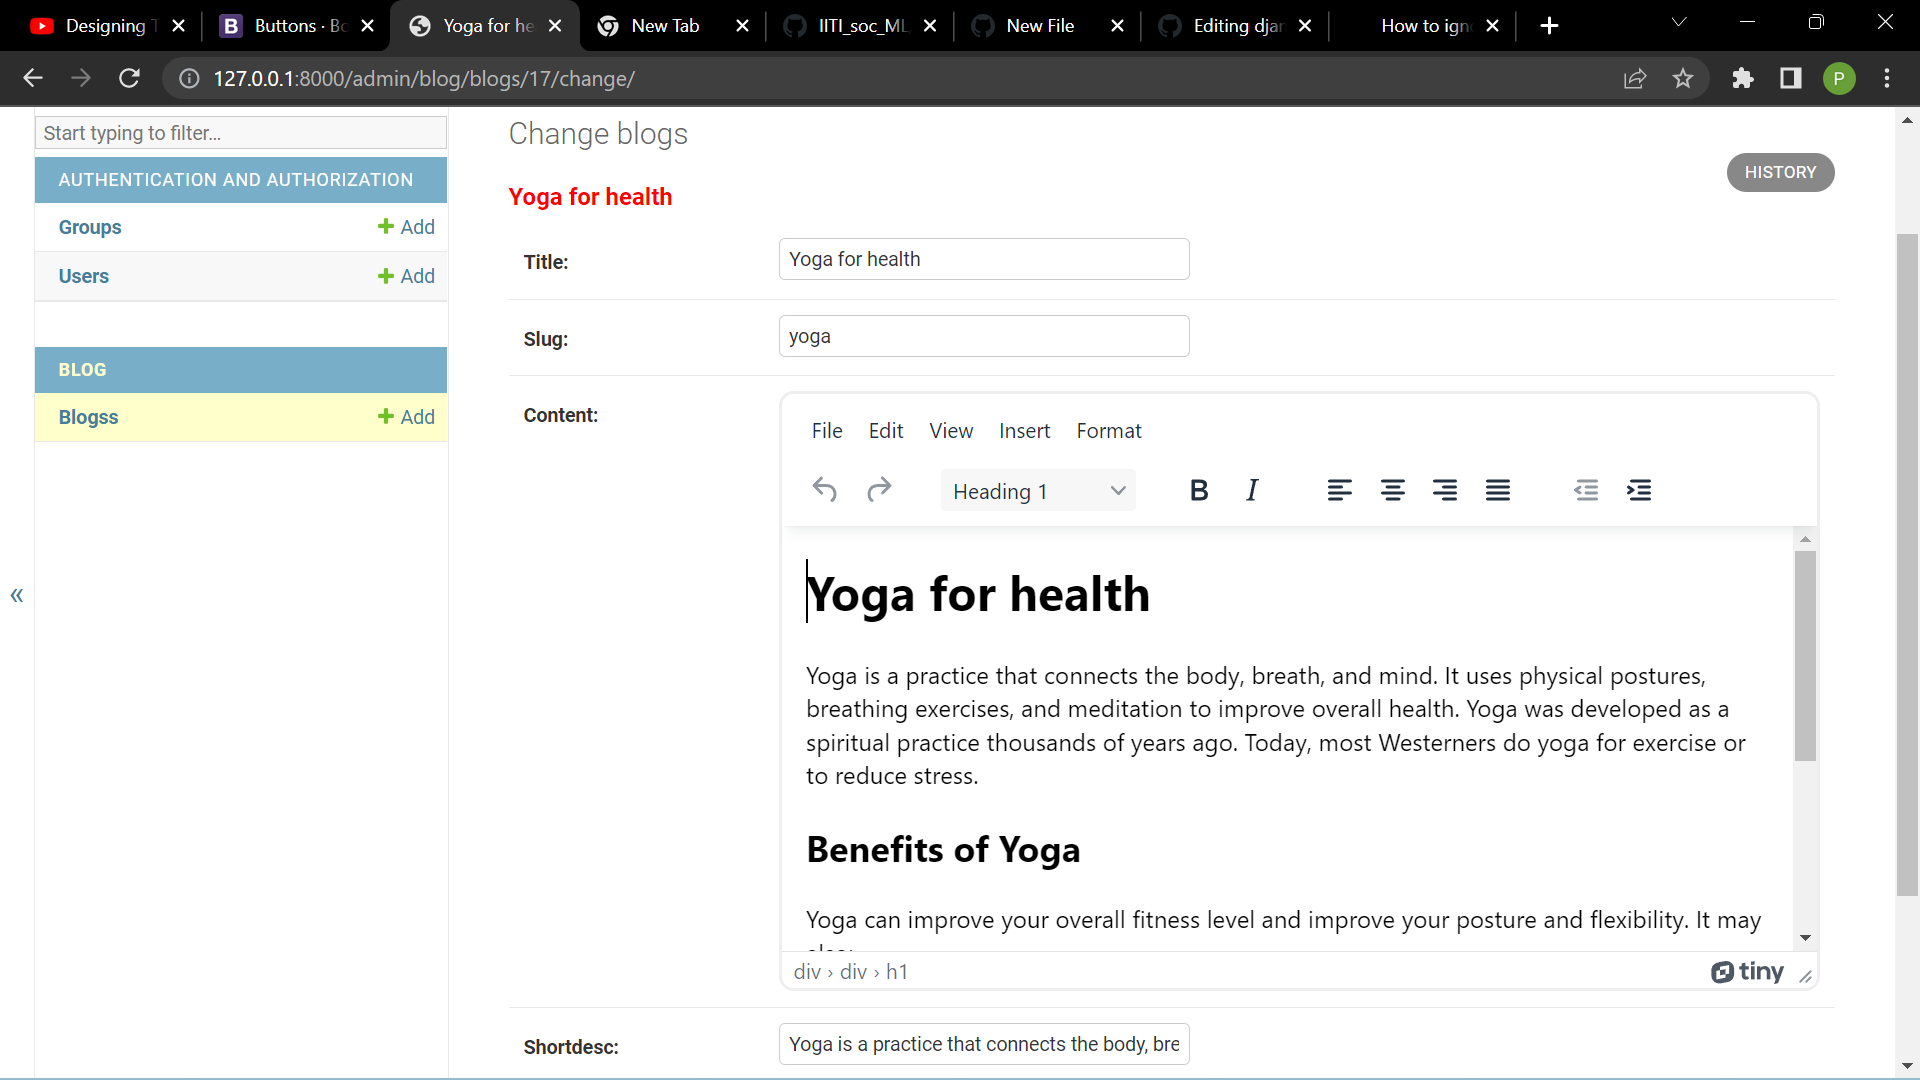 Designing
Buttons · Bo
Yoga for he
New Tab
IITI_soc_ML
New File
Editing djan
How to ign
127.0.0.1:8000/admin/blog/blogs/17/change/
P
Start typing to filter...
AUTHENTICATION AND AUTHORIZATION
Groups
Add
Users
Add
BLOG
Blogss
Add
«
Change blogs
HISTORY
Yoga for health
Title:
Yoga for health
Slug:
yoga
Content:
File Edit View Insert Format
Heading 1
B I
Yoga for health
Yoga is a practice that connects the body, breath, and mind. It uses physical postures,
breathing exercises, and meditation to improve overall health. Yoga was developed as a
spiritual practice thousands of years ago. Today, most Westerners do yoga for exercise or
to reduce stress.
Benefits of Yoga
Yoga can improve your overall fitness level and improve your posture and flexibility. It may
div › div › h1
tiny
Shortdesc:
Yoga is a practice that connects the body, bre